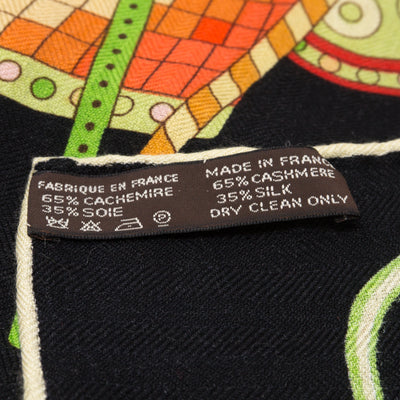 FABRIQUE EN FRANCE
65% CACHEMIRE
35% SOIE
P
MADE IN FRANCE
65% CASHMERE
35% SILK
DRY CLEAN ONLY